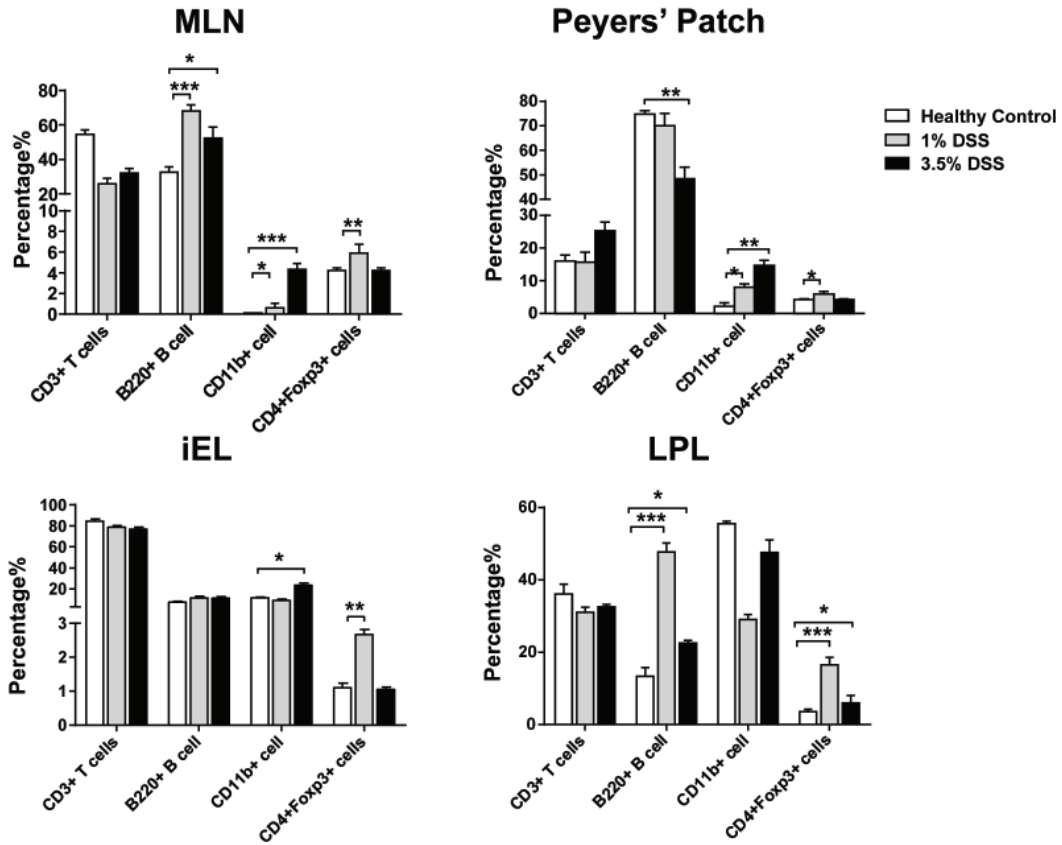 MLN
Percentage%
80
60
40
20
10
8
6
4
2
0
*
***
*
***
**
CD3+ T cells
B220+ B cell
CD11b+ cell
CD4+Foxp3+ cells
Peyers' Patch
Percentage%
80
70
60
50
40
30
20
10
0
**
*
**
*
CD3+ T cells
B220+ B cell
CD11b+ cell
CD4+Foxp3+ cells
Healthy Control
1% DSS
3.5% DSS
iEL
Percentage%
100
80
60
40
20
3
2
1
0
*
**
CD3+ T cells
B220+ B cell
CD11b+ cell
CD4+Foxp3+ cells
LPL
Percentage%
60
40
20
0
*
***
*
***
CD3+ T cells
B220+ B cell
CD11b+ cell
CD4+Foxp3+ cells